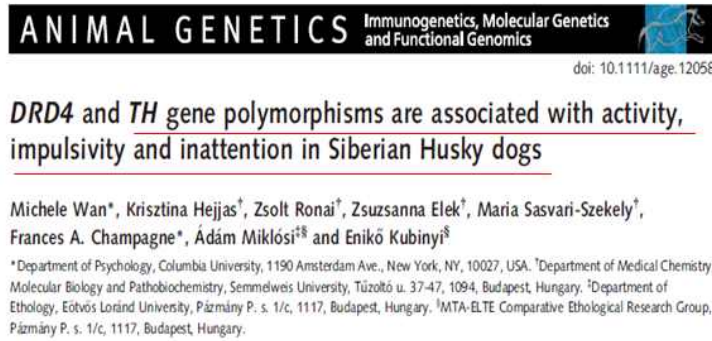 ANIMAL GENETICS Immunogenetics, Molecular Genetics
and Functional Genomics
doi: 10.1111/age.12058
DRD4 and TH gene polymorphisms are associated with activity,
impulsivity and inattention in Siberian Husky dogs
Michele Wan*, Krisztina Hejjas†, Zsolt Ronai†, Zsuzsanna Elek†, Maria Sasvari-Szekely†,
Frances A. Champagne*, Ádám Miklósi‡§ and Enikő Kubinyi§
*Department of Psychology, Columbia University, 1190 Amsterdam Ave., New York, NY, 10027, USA. †Department of Medical Chemistry
Molecular Biology and Pathobiochemistry, Semmelweis University, Tűzoltó u. 37-47, 1094, Budapest, Hungary. ‡Department of
Ethology, Eötvös Loránd University, Pázmány P. s. 1/c, 1117, Budapest, Hungary. §MTA-ELTE Comparative Ethological Research Group,
Pázmány P. s. 1/c, 1117, Budapest, Hungary.